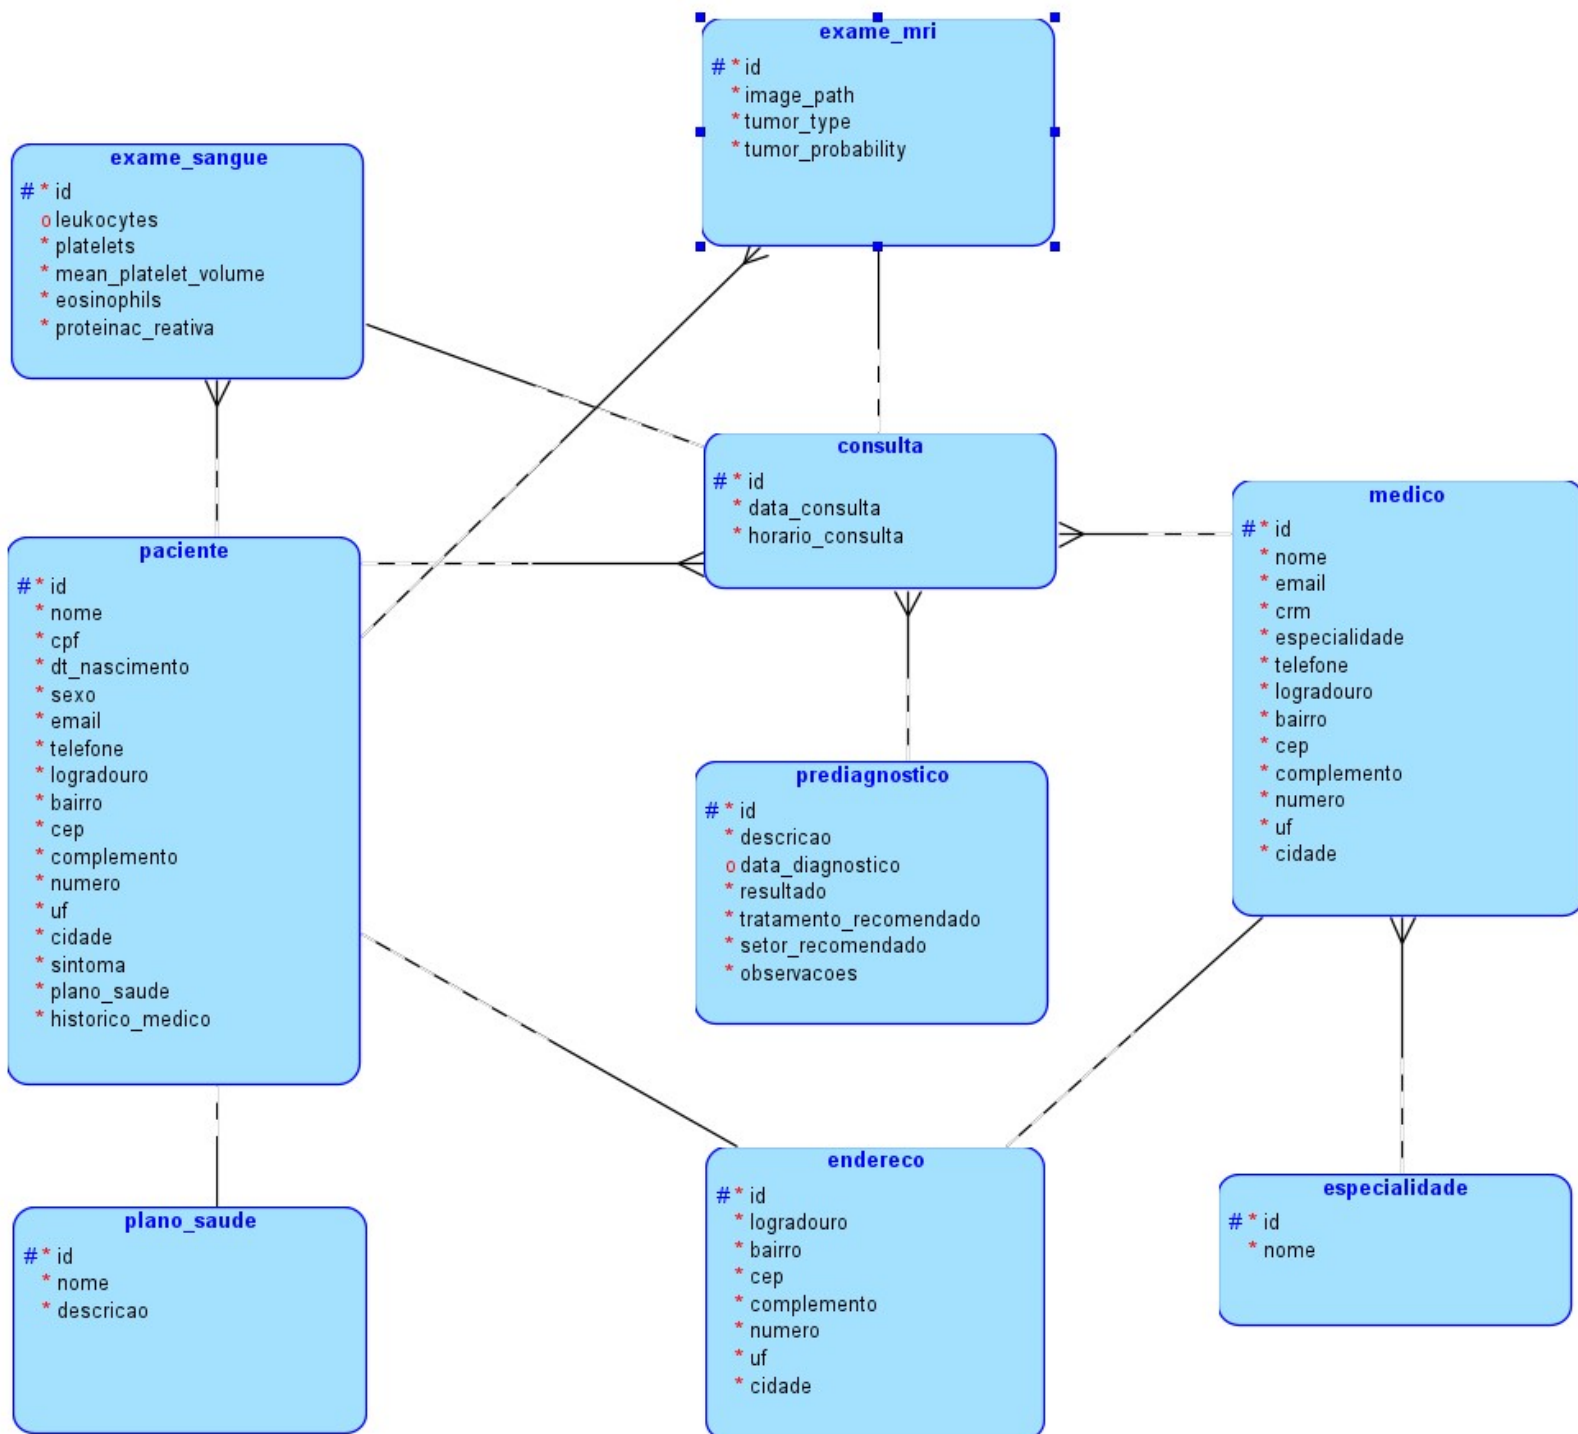 exame_mri
# * id
* image_path
* tumor_type
* tumor_probability
exame_sangue
# * id
o leukocytes
* platelets
* mean_platelet_volume
* eosinophils
* proteinac_reativa
consulta
# * id
* data_consulta
* horario_consulta
medico
# * id
* nome
* email
* crm
* especialidade
* telefone
* logradouro
* bairro
* cep
* complemento
* numero
* uf
* cidade
paciente
# * id
* nome
* cpf
* dt_nascimento
* sexo
* email
* telefone
* logradouro
* bairro
* cep
* complemento
* numero
* uf
* cidade
* sintoma
* plano_saude
* historico_medico
prediagnostico
# * id
* descricao
o data_diagnostico
* resultado
* tratamento_recomendado
* setor_recomendado
* observacoes
plano_saude
# * id
* nome
* descricao
endereco
# * id
* logradouro
* bairro
* cep
* complemento
* numero
* uf
* cidade
especialidade
# * id
* nome